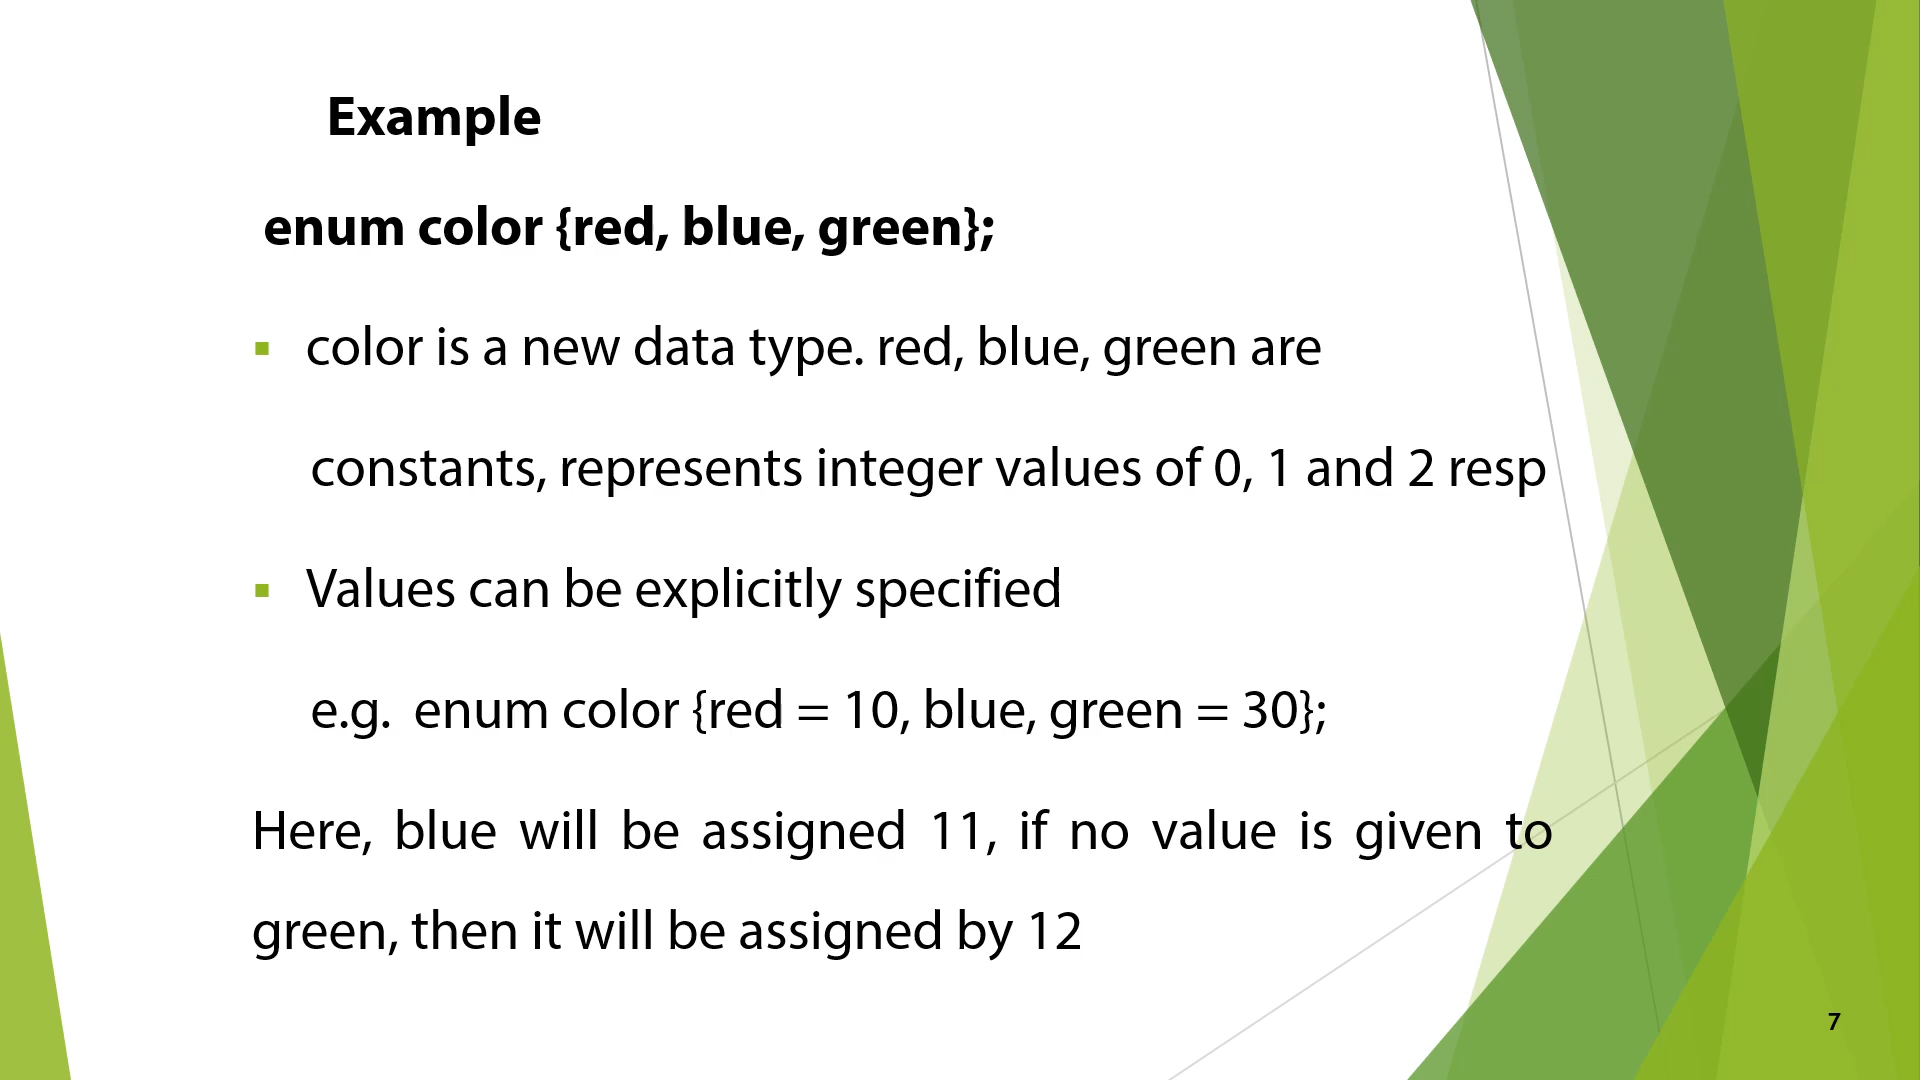 Example
enum color {red, blue, green};
▪ color is a new data type. red, blue, green are
constants, represents integer values of 0, 1 and 2 resp
▪ Values can be explicitly specified
e.g. enum color {red = 10, blue, green = 30};
Here, blue will be assigned 11, if no value is given to
green, then it will be assigned by 12
7